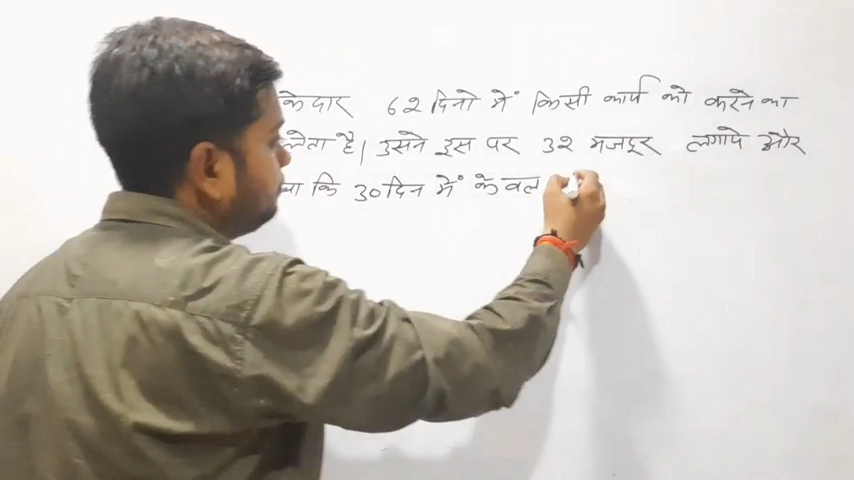 केदार 62 दिनो में किसी कार्य को करने का
लेता है। उसने इस पर 32 मजदूर लगाये और
कि 30 दिन में केवल